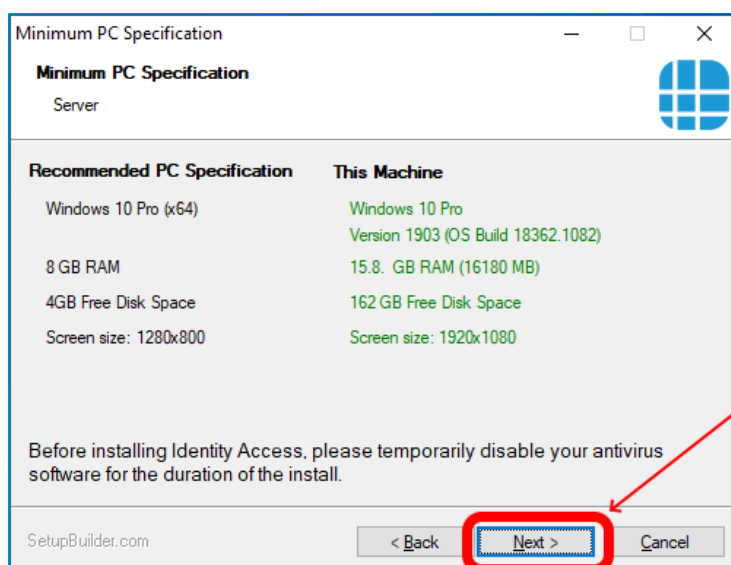 Minimum PC Specification
Minimum PC Specification
Server
Recommended PC Specification This Machine
Windows 10 Pro (x64) Windows 10 Pro
Version 1903 (OS Build 18362.1082)
8 GB RAM 15.8. GB RAM (16180 MB)
4GB Free Disk Space 162 GB Free Disk Space
Screen size: 1280x800 Screen size: 1920x1080
Before installing Identity Access, please temporarily disable your antivirus
software for the duration of the install.
SetupBuilder.com < Back Next > Cancel